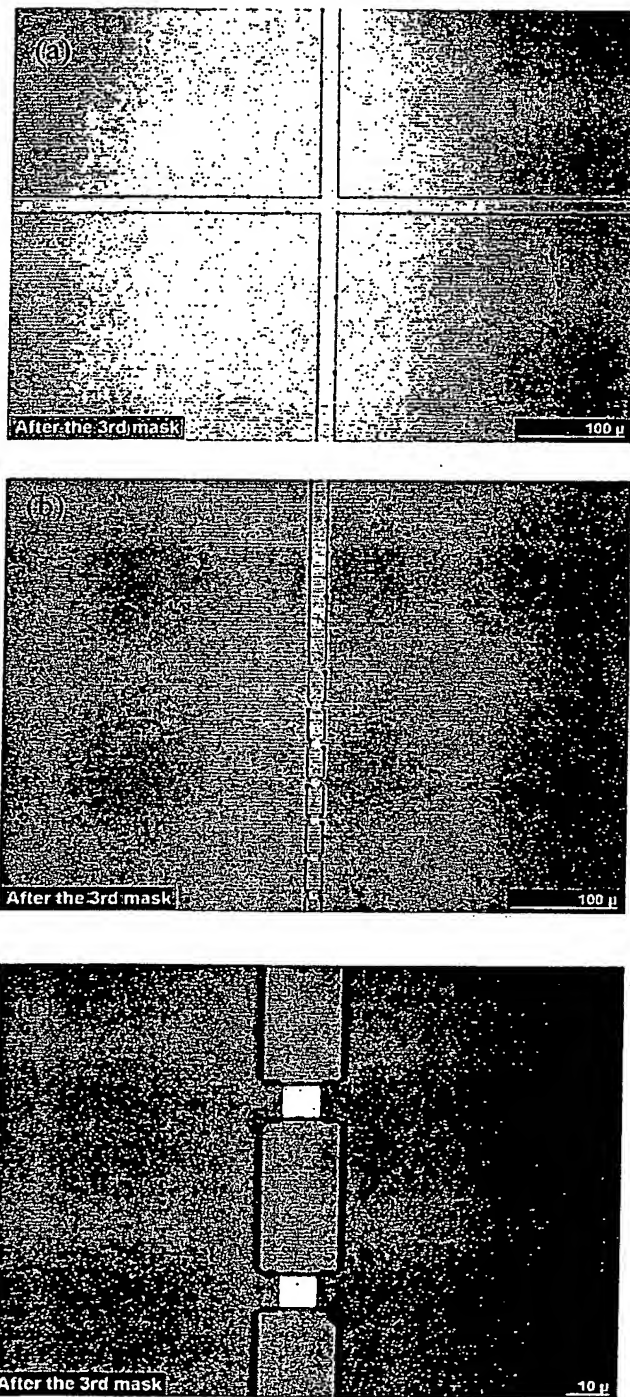 (a)
After the 3rd mask
100 μ
(b)
After the 3rd mask
100 μ
After the 3rd mask
10 μ